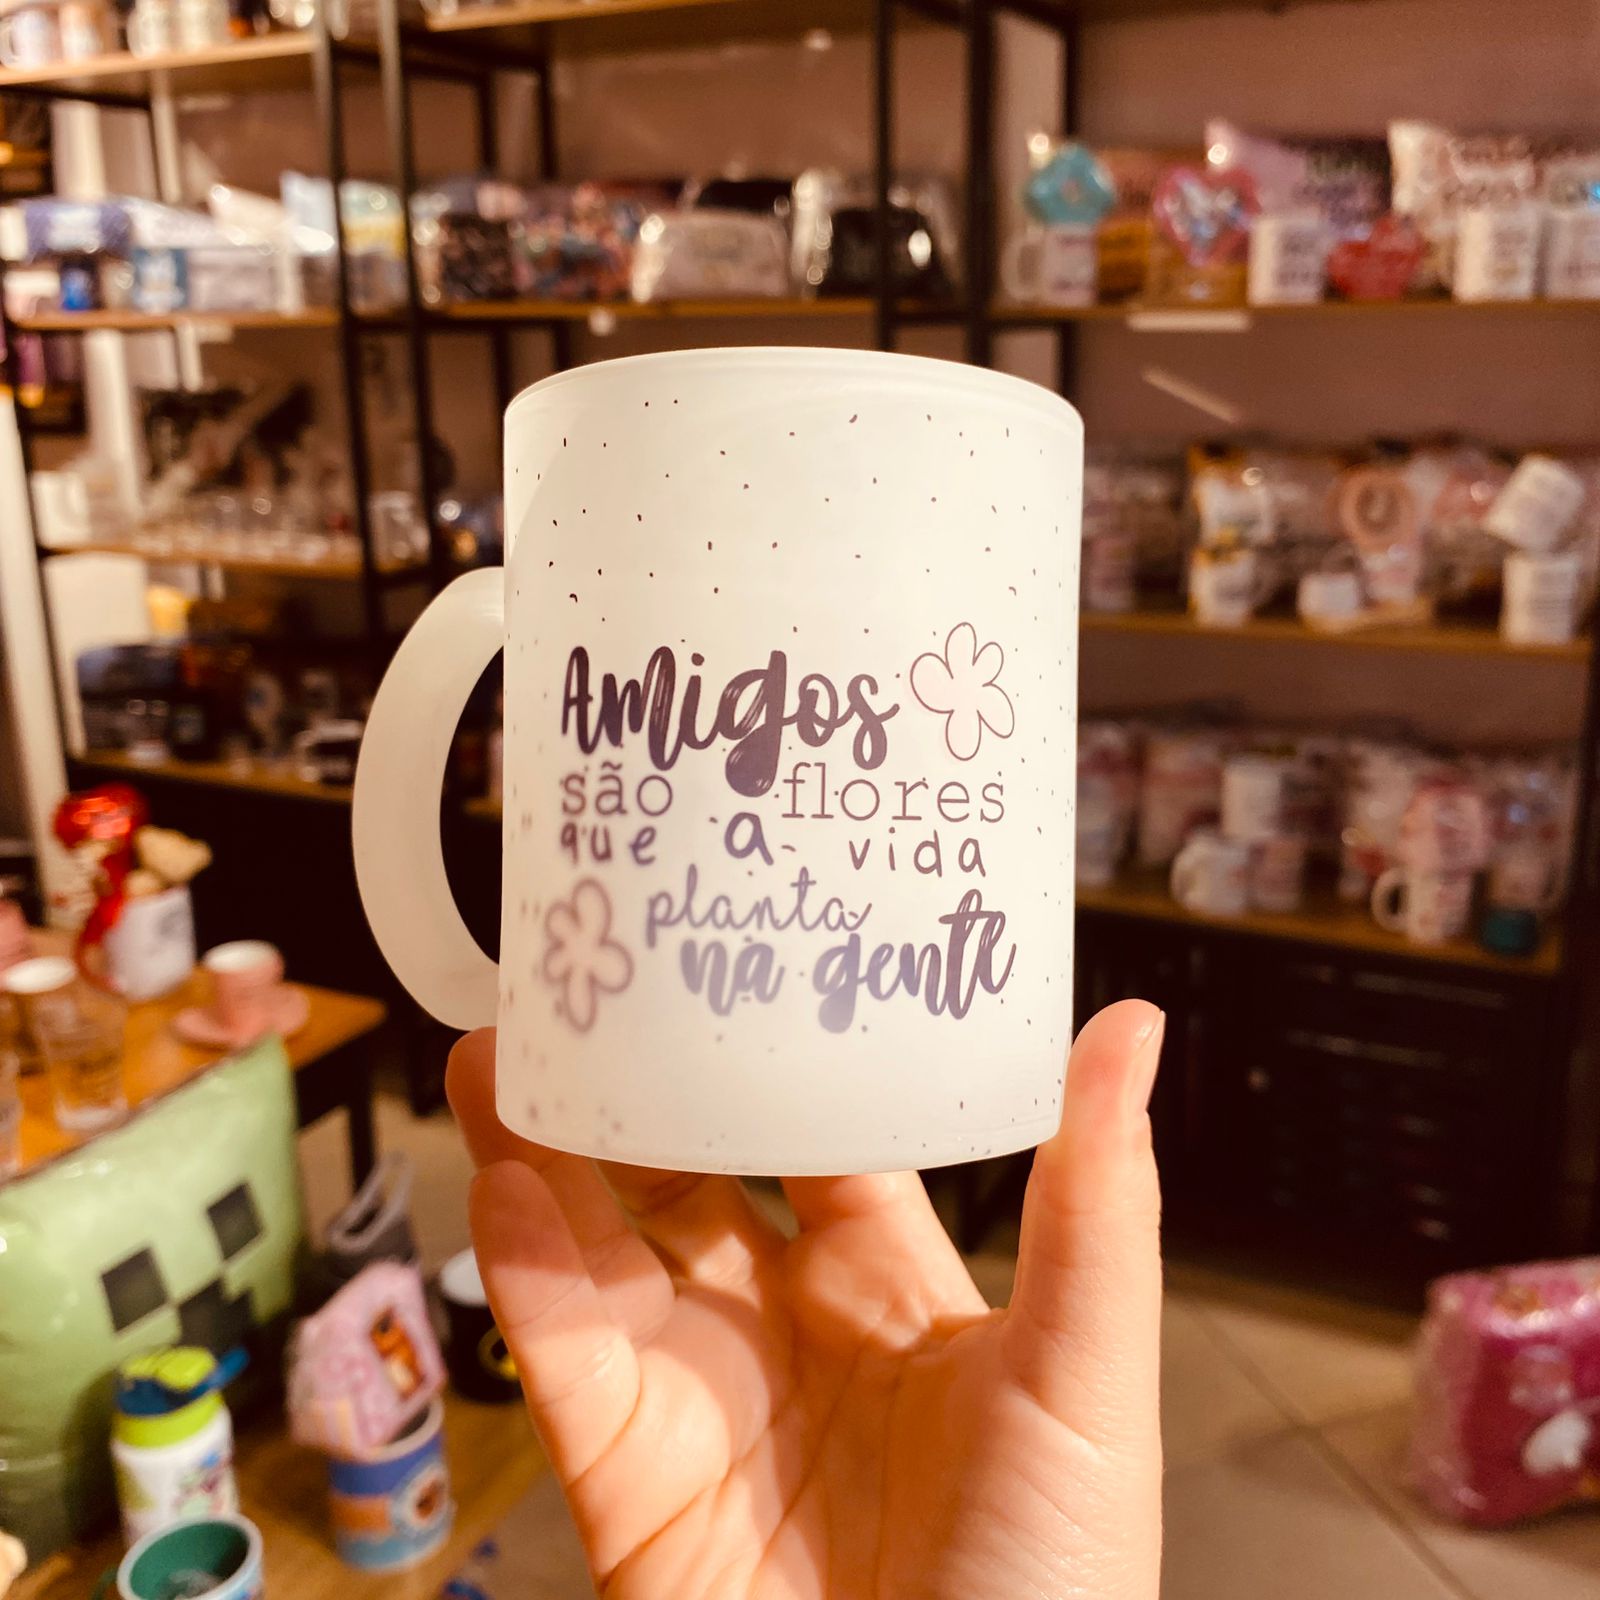 Amigos
são flores
que a vida
planta
na gente